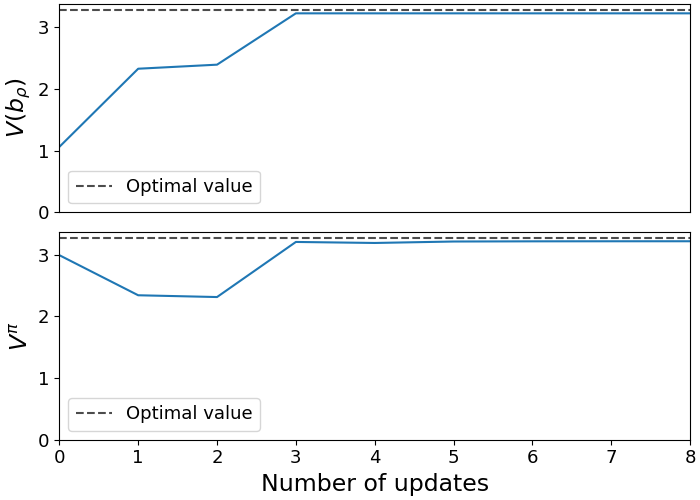 3
2
1
0
V(b_ρ)
Optimal value
3
2
1
0
V^π
Optimal value
0 1 2 3 4 5 6 7 8
Number of updates